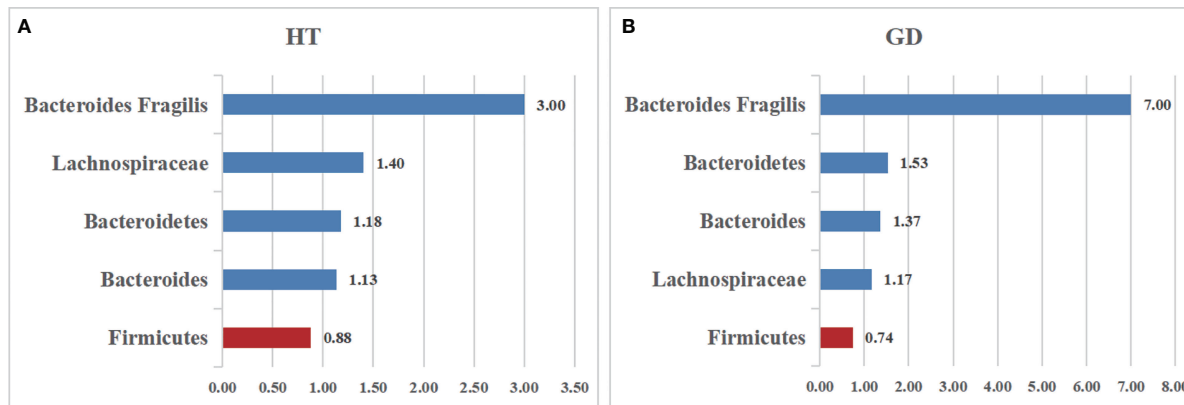 A
HT
Bacteroides Fragilis
3.00
Lachnospiraceae
1.40
Bacteroidetes
1.18
Bacteroides
1.13
Firmicutes
0.88
0.00 0.50 1.00 1.50 2.00 2.50 3.00 3.50
B
GD
Bacteroides Fragilis
7.00
Bacteroidetes
1.53
Bacteroides
1.37
Lachnospiraceae
1.17
Firmicutes
0.74
0.00 1.00 2.00 3.00 4.00 5.00 6.00 7.00 8.00